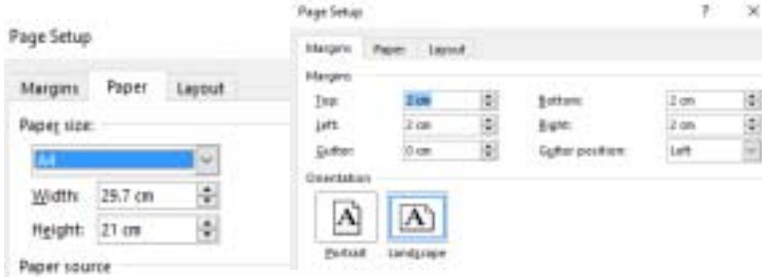 Page Setup
Margins Paper Layout
Paper size:
A4
Width: 29.7 cm
Height: 21 cm
Paper source
Page Setup ? ×
Margins Paper Layout
Margins
Top: 2 cm Bottom: 2 cm
Left: 2 cm Right: 2 cm
Gutter: 0 cm Gutter position: Left
Orientation
A A
Portrait Landscape